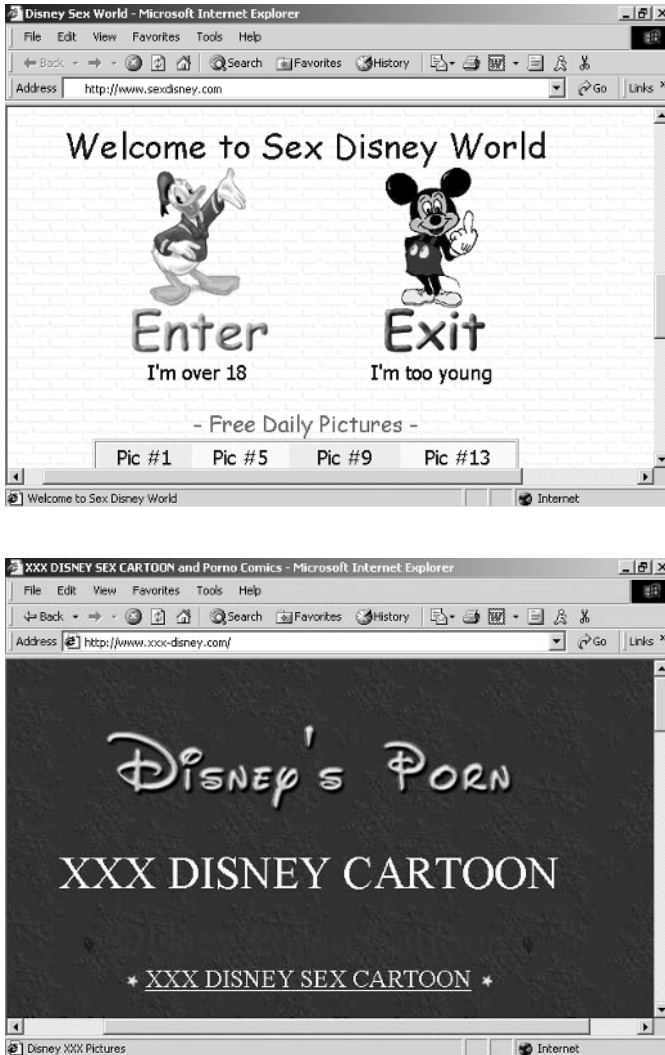 Disney Sex World - Microsoft Internet Explorer
File Edit View Favorites Tools Help
Back Search Favorites History
Address http://www.sexdisney.com Go Links »
Welcome to Sex Disney World
Enter Exit
I'm over 18 I'm too young
- Free Daily Pictures -
Pic #1 Pic #5 Pic #9 Pic #13
Welcome to Sex Disney World Internet
XXX DISNEY SEX CARTOON and Porno Comics - Microsoft Internet Explorer
File Edit View Favorites Tools Help
Back Search Favorites History
Address http://www.xxx-disney.com/ Go Links »
Disney's Porn
XXX DISNEY CARTOON
XXX DISNEY SEX CARTOON
Disney XXX Pictures Internet